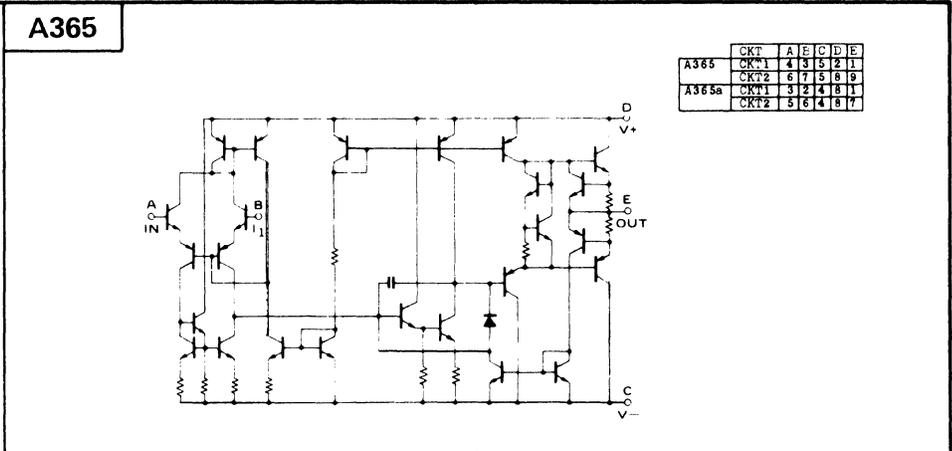 A365
CKT A B C D E
A365 CKT1 4 3 5 2 1
CKT2 6 7 5 8 9
A365a CKT1 3 2 4 8 1
CKT2 5 6 4 8 7
D
V+
A
IN
B
E
OUT
C
V-